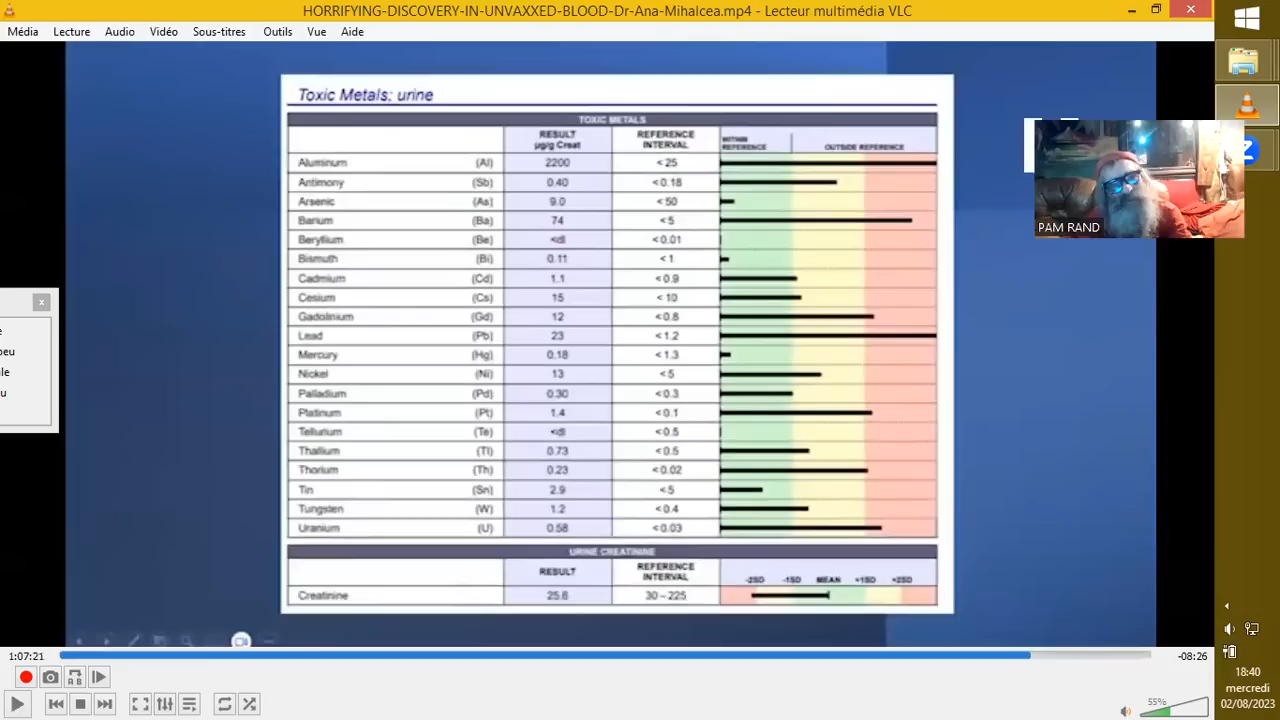 HORRIFYING-DISCOVERY-IN-UNVAXXED-BLOOD-Dr-Ana-Mihalcea.mp4 - Lecteur multimédia VLC
Média Lecture Audio Vidéo Sous-titres Outils Vue Aide
Toxic Metals; urine
TOXIC METALS
RESULT µg/g Creat REFERENCE INTERVAL WITHIN REFERENCE OUTSIDE REFERENCE
Aluminum (Al) 2200 < 25
Antimony (Sb) 0.40 < 0.18
Arsenic (As) 9.0 < 50
Barium (Ba) 74 < 5
Beryllium (Be) <dl < 0.01
Bismuth (Bi) 0.11 < 1
Cadmium (Cd) 1.1 < 0.9
Cesium (Cs) 15 < 10
Gadolinium (Gd) 12 < 0.8
Lead (Pb) 23 < 1.2
Mercury (Hg) 0.18 < 1.3
Nickel (Ni) 13 < 5
Palladium (Pd) 0.30 < 0.3
Platinum (Pt) 1.4 < 0.1
Tellurium (Te) <dl < 0.5
Thallium (Tl) 0.73 < 0.5
Thorium (Th) 0.23 < 0.02
Tin (Sn) 2.9 < 5
Tungsten (W) 1.2 < 0.4
Uranium (U) 0.58 < 0.03
URINE CREATININE
RESULT REFERENCE INTERVAL -2SD -1SD MEAN +1SD +2SD
Creatinine 25.6 30 – 225
PAM RAND
1:07:21 -08:26
55%
18:40
mercredi
02/08/2023